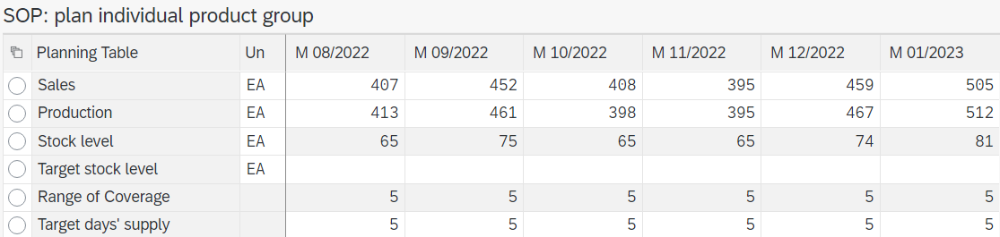 SOP: plan individual product group
Planning Table Un M 08/2022 M 09/2022 M 10/2022 M 11/2022 M 12/2022 M 01/2023
Sales EA 407 452 408 395 459 505
Production EA 413 461 398 395 467 512
Stock level EA 65 75 65 65 74 81
Target stock level EA
Range of Coverage 5 5 5 5 5 5
Target days' supply 5 5 5 5 5 5